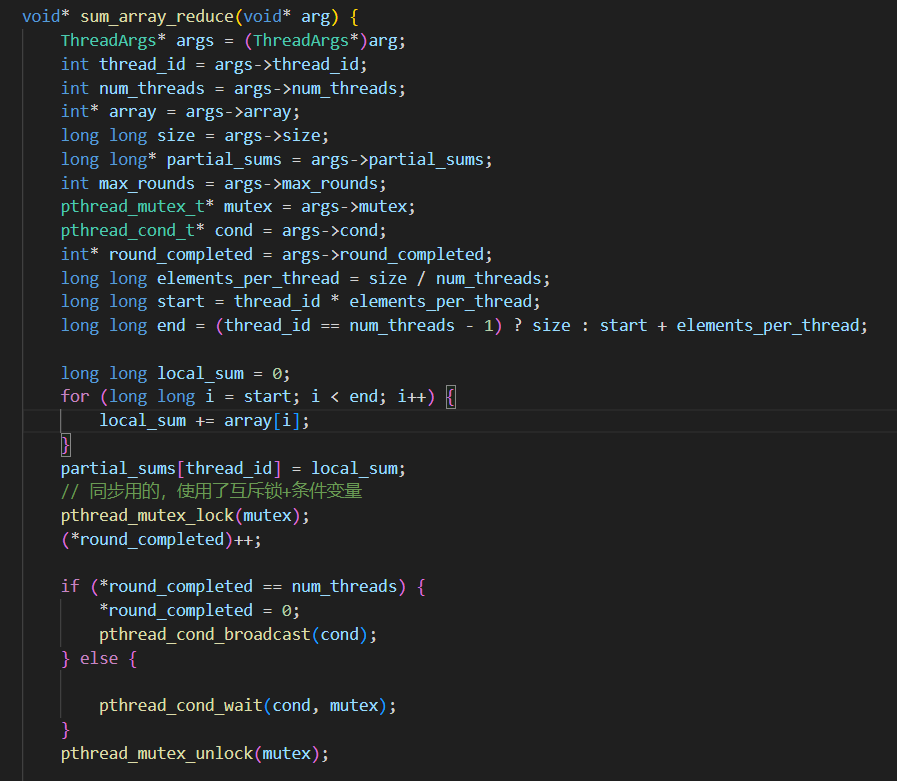 void* sum_array_reduce(void* arg) {
    ThreadArgs* args = (ThreadArgs*)arg;
    int thread_id = args->thread_id;
    int num_threads = args->num_threads;
    int* array = args->array;
    long long size = args->size;
    long long* partial_sums = args->partial_sums;
    int max_rounds = args->max_rounds;
    pthread_mutex_t* mutex = args->mutex;
    pthread_cond_t* cond = args->cond;
    int* round_completed = args->round_completed;
    long long elements_per_thread = size / num_threads;
    long long start = thread_id * elements_per_thread;
    long long end = (thread_id == num_threads - 1) ? size : start + elements_per_thread;
    long long local_sum = 0;
    for (long long i = start; i < end; i++) {
        local_sum += array[i];
    }
    partial_sums[thread_id] = local_sum;
    // 同步用的，使用了互斥锁+条件变量
    pthread_mutex_lock(mutex);
    (*round_completed)++;
    if (*round_completed == num_threads) {
        *round_completed = 0;
        pthread_cond_broadcast(cond);
    } else {
        pthread_cond_wait(cond, mutex);
    }
    pthread_mutex_unlock(mutex);